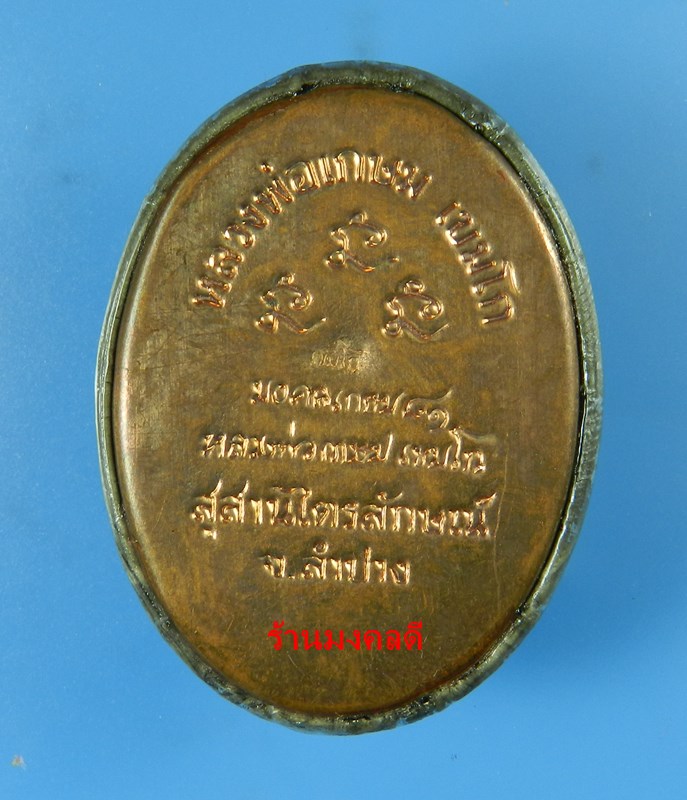 หลวงพ่อเกษม เขมโก
มงคลเกษม ๘๑
หลวงพ่อเกษม เขมโก
สุสานไตรลักษณ์
จ.ลำปาง
ร้านมงคลดี